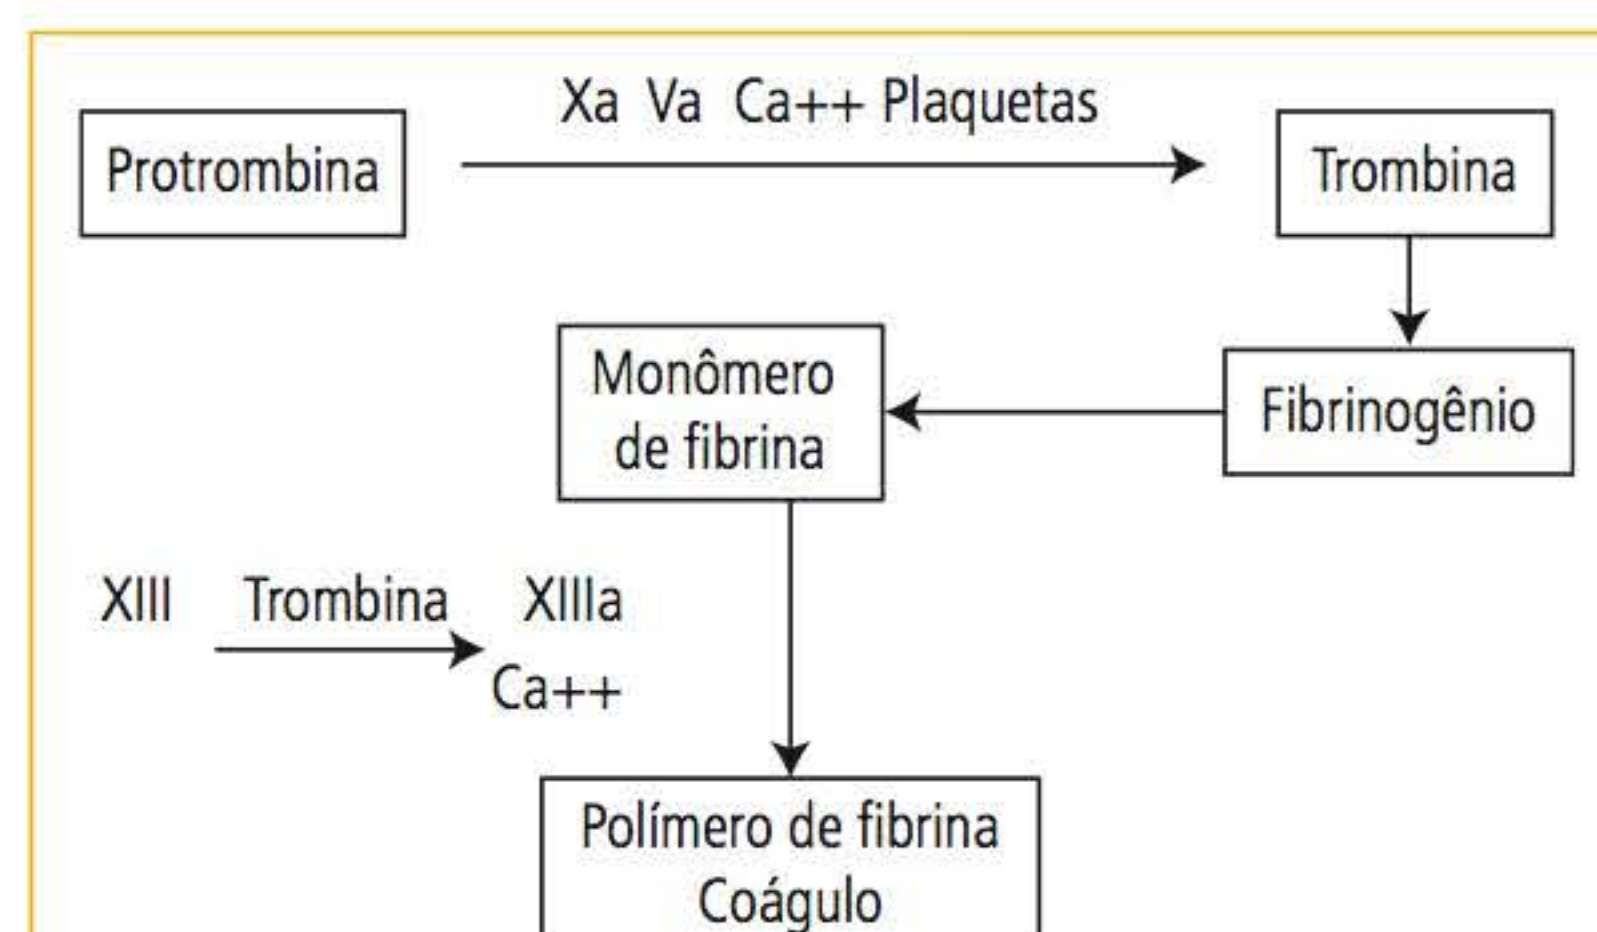 Xa Va Ca++ Plaquetas
Protrombina
Trombina
Fibrinogênio
Monômero
de fibrina
XIII Trombina XIIIa
Ca++
Polímero de fibrina
Coágulo